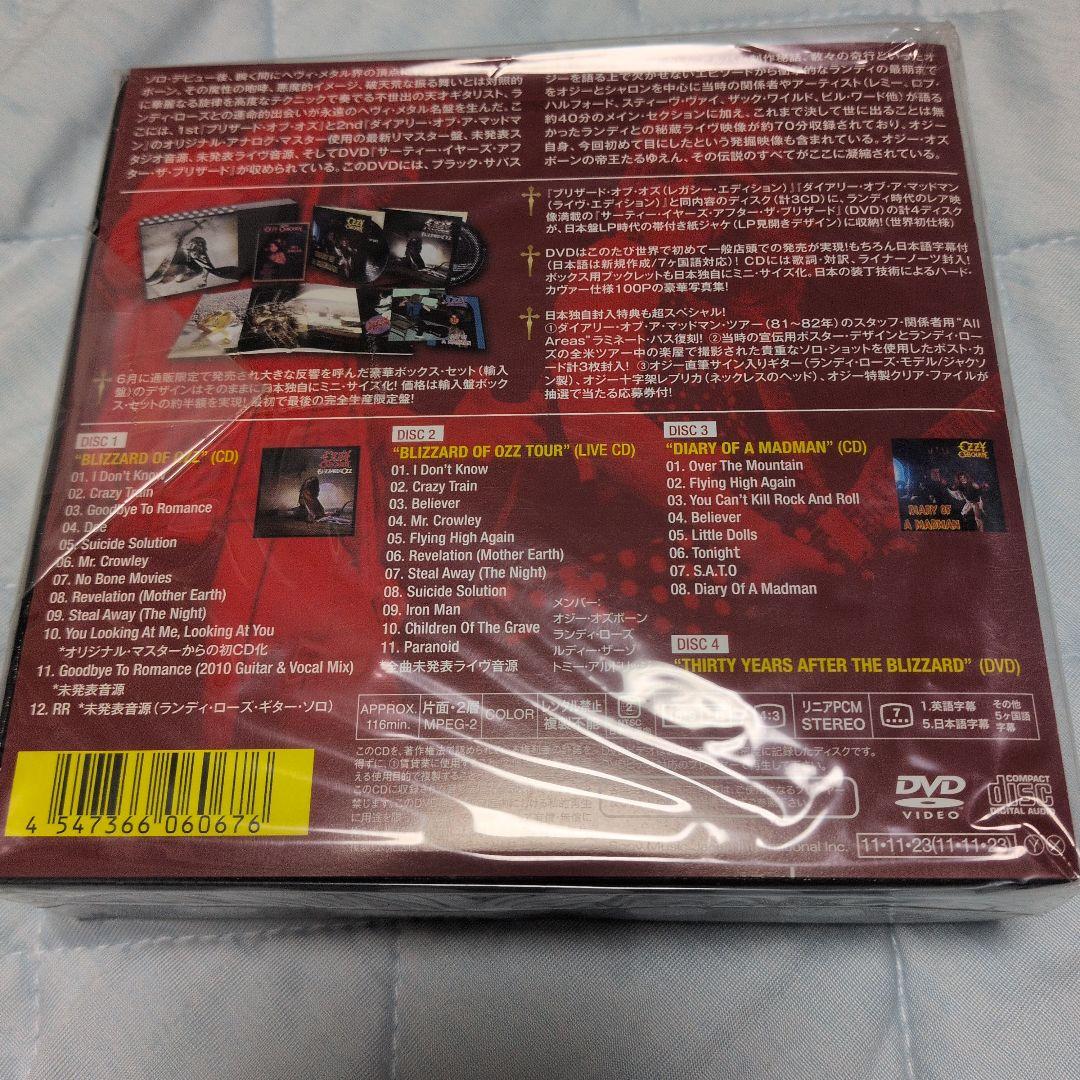 ソロ・デビュー後、瞬く間にヘヴィ・メタル界の頂点に
ボーン。その魔性の咆哮、悪魔的イメージ、破天荒な振る舞いとは対照的
に華麗なる旋律を高度なテクニックで奏でる不世出の天才ギタリスト、ラ
ンディ・ローズとの運命的出会いが永遠のヘヴィ・メタル名盤を生んだ。こ
こには、1st『ブリザード・オブ・オズ』と2nd『ダイアリー・オブ・ア・マッドマ
ン』のオリジナル・アナログ・マスター使用の最新リマスター盤、未発表ス
タジオ音源、未発表ライヴ音源、そしてDVD『サーティー・イヤーズ・アフ
ター・ザ・ブリザード』が収められている。このDVDには、ブラック・サバス
制作秘話、数々の奇行といったオ
ジーを語る上で欠かせないエピソードから衝撃的なランディの最期まで
をオジーとシャロンを中心に当時の関係者やアーティスト(レミー、ロブ・
ハルフォード、スティーヴ・ヴァイ、ザック・ワイルド、ビル・ワード他)が語る
約40分のメイン・セクションに加え、これまで決して世に出ることは無
かったランディとの秘蔵ライヴ映像が約70分収録されており、オジー
自身、今回初めて目にしたという発掘映像も含まれている。オジー・オズ
ボーンの帝王たるゆえん、その伝説のすべてがここに凝縮されている。
『ブリザード・オブ・オズ(レガシー・エディション)』『ダイアリー・オブ・ア・マッドマン
(ライヴ・エディション)』と同内容のディスク(計3CD)に、ランディ時代のレア映
像満載の『サーティー・イヤーズ・アフター・ザ・ブリザード』(DVD)の計4ディスク
が、日本盤LP時代の帯付き紙ジャケ(LP見開きデザイン)に収納!(世界初仕様)
DVDはこのたび世界で初めて一般店頭での発売が実現!もちろん日本語字幕付
(日本語は新規作成/7ヶ国語対応)!CDには歌詞・対訳、ライナーノーツ封入!
ボックス用ブックレットも日本独自にミニ・サイズ化。日本の装丁技術によるハード・
カヴァー仕様100Pの豪華写真集!
日本独自封入特典も超スペシャル!
①ダイアリー・オブ・ア・マッドマン・ツアー(81〜82年)のスタッフ・関係者用"All
Areas"ラミネート・パス復刻!②当時の宣伝用ポスター・デザインとランディ・ロー
ズの全米ツアー中の楽屋で撮影された貴重なソロ・ショットを使用したポスト・カ
ード計3枚封入!③オジー直筆サイン入りギター(ランディ・ローズ・モデル/ジャクソ
ン製)、オジー十字架レプリカ(ネックレスのヘッド)、オジー特製クリア・ファイルが
抽選で当たる応募券付!
6月に通販限定で発売され大きな反響を呼んだ豪華ボックス・セット(輸入
盤)のデザインはそのままに日本独自にミニ・サイズ化!価格は輸入盤ボック
ス・セットの約半額を実現!最初で最後の完全生産限定盤!
DISC 1
"BLIZZARD OF OZZ" (CD)
01. I Don't Know
02. Crazy Train
03. Goodbye To Romance
04. Dee
05. Suicide Solution
06. Mr. Crowley
07. No Bone Movies
08. Revelation (Mother Earth)
09. Steal Away (The Night)
10. You Looking At Me, Looking At You
*オリジナル・マスターからの初CD化
11. Goodbye To Romance (2010 Guitar & Vocal Mix)
*未発表音源
12. RR *未発表音源(ランディ・ローズ・ギター・ソロ)
DISC 2
"BLIZZARD OF OZZ TOUR" (LIVE CD)
01. I Don't Know
02. Crazy Train
03. Believer
04. Mr. Crowley
05. Flying High Again
06. Revelation (Mother Earth)
07. Steal Away (The Night)
08. Suicide Solution
09. Iron Man
10. Children Of The Grave
11. Paranoid
*全曲未発表ライヴ音源
メンバー:
オジー・オズボーン
ランディ・ローズ
ルディー・サーゾ
トミー・アルドリッジ
DISC 3
"DIARY OF A MADMAN" (CD)
01. Over The Mountain
02. Flying High Again
03. You Can't Kill Rock And Roll
04. Believer
05. Little Dolls
06. Tonight
07. S.A.T.O
08. Diary Of A Madman
OZZY OSBOURNE
DIARY OF
A MADMAN
DISC 4
"THIRTY YEARS AFTER THE BLIZZARD" (DVD)
APPROX.
116min.
片面・2層
MPEG-2
COLOR
レンタル禁止
複製不能
2
NTSC
4:3
リニアPCM
STEREO
7
1.英語字幕
5.日本語字幕
その他
5ヶ国語
字幕
4 547366 060676
DVD
VIDEO
COMPACT
disc
DIGITAL AUDIO
11・11・23(11・11・23) Y X